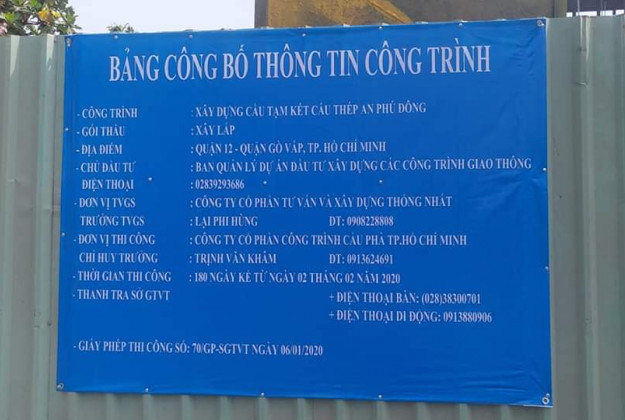 BẢNG CÔNG BỐ THÔNG TIN CÔNG TRÌNH
- CÔNG TRÌNH : XÂY DỰNG CẦU TẠM KẾT CẤU THÉP AN PHÚ ĐÔNG
- GÓI THẦU : XÂY LẮP
- ĐỊA ĐIỂM : QUẬN 12 - QUẬN GÒ VẤP, TP. HỒ CHÍ MINH
- CHỦ ĐẦU TƯ : BAN QUẢN LÝ DỰ ÁN ĐẦU TƯ XÂY DỰNG CÁC CÔNG TRÌNH GIAO THÔNG
ĐIỆN THOẠI : 02839293686
- ĐƠN VỊ TVGS : CÔNG TY CỔ PHẦN TƯ VẤN VÀ XÂY DỰNG THỐNG NHẤT
TRƯỞNG TVGS : LẠI PHI HÙNG ĐT: 0908228808
- ĐƠN VỊ THI CÔNG : CÔNG TY CỔ PHẦN CÔNG TRÌNH CẦU PHÀ TP.HỒ CHÍ MINH
CHỈ HUY TRƯỞNG : TRỊNH VĂN KHÂM ĐT: 0913624691
- THỜI GIAN THI CÔNG : 180 NGÀY KỂ TỪ NGÀY 02 THÁNG 02 NĂM 2020
- THANH TRA SỞ GTVT + ĐIỆN THOẠI BÀN: (028)38300701
+ ĐIỆN THOẠI DI ĐỘNG: 0913880906
- GIẤY PHÉP THI CÔNG SỐ: 70/GP-SGTVT NGÀY 06/01/2020